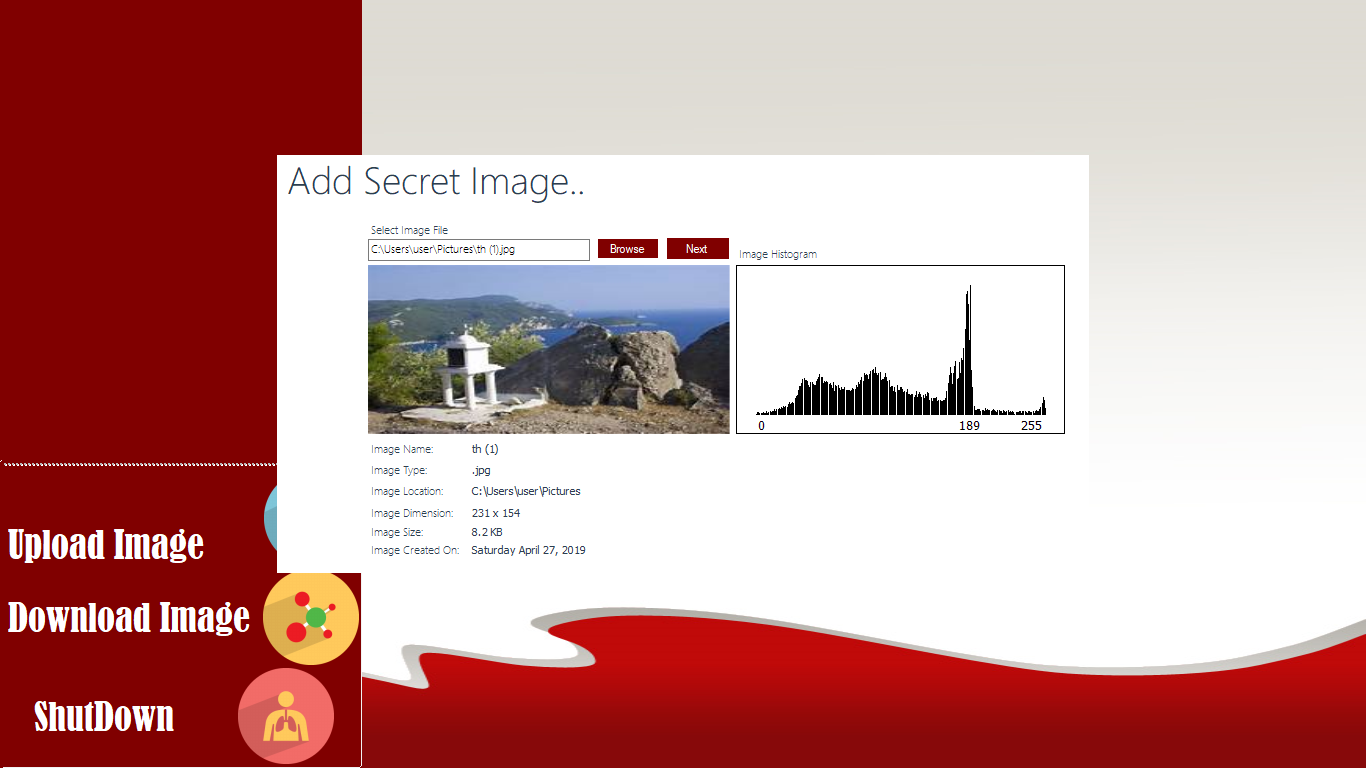 Add Secret Image..
Select Image File
C:\Users\user\Pictures\th (1).jpg
Browse
Next
Image Histogram
0 189 255
Image Name: th (1)
Image Type: .jpg
Image Location: C:\Users\user\Pictures
Image Dimension: 231 x 154
Image Size: 8.2 KB
Image Created On: Saturday April 27, 2019
Upload Image
Download Image
ShutDown